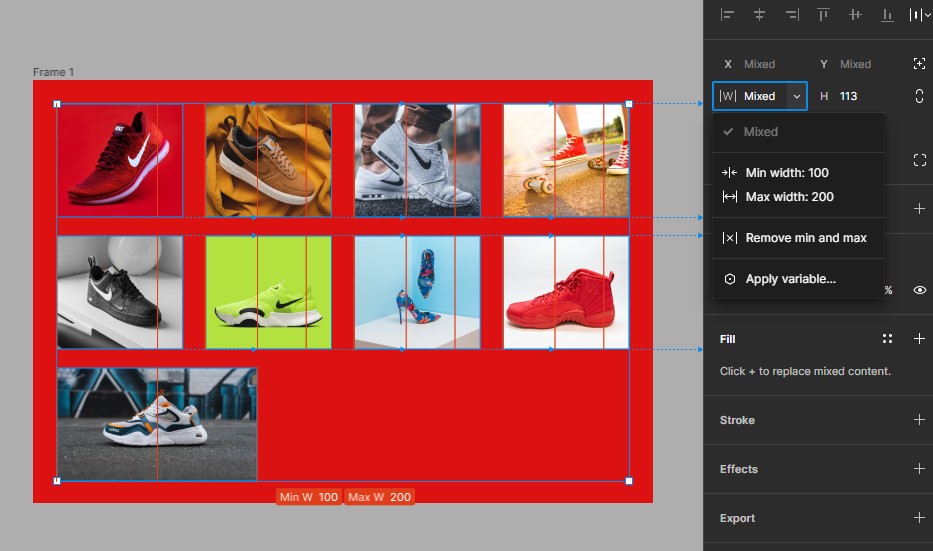 Frame 1
X Mixed Y Mixed
W Mixed H 113
Mixed
Min width: 100
Max width: 200
Remove min and max
Apply variable...
%
Fill
Click + to replace mixed content.
Stroke
Effects
Export
Min W 100 Max W 200